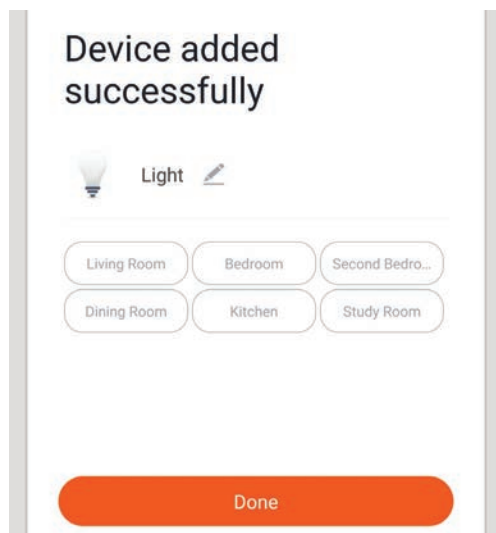 Device added
successfully
Light
Living Room Bedroom Second Bedro...
Dining Room Kitchen Study Room
Done